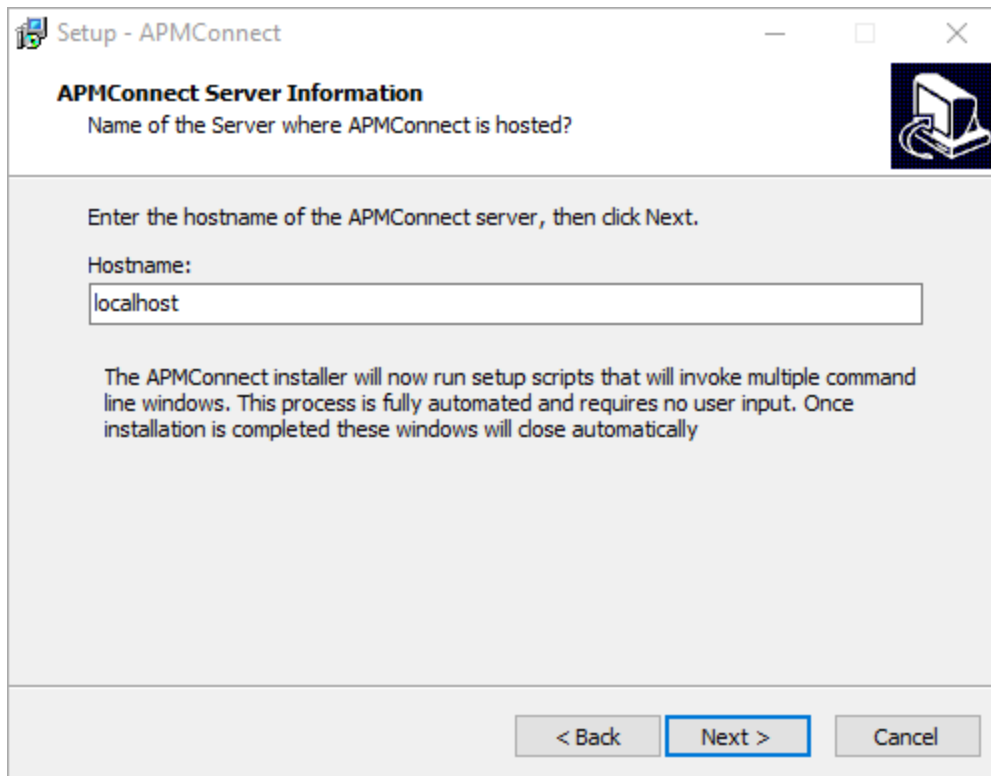 Setup - APMConnect
APMConnect Server Information
Name of the Server where APMConnect is hosted?
Enter the hostname of the APMConnect server, then click Next.
Hostname:
localhost
The APMConnect installer will now run setup scripts that will invoke multiple command
line windows. This process is fully automated and requires no user input. Once
installation is completed these windows will close automatically
< Back Next > Cancel